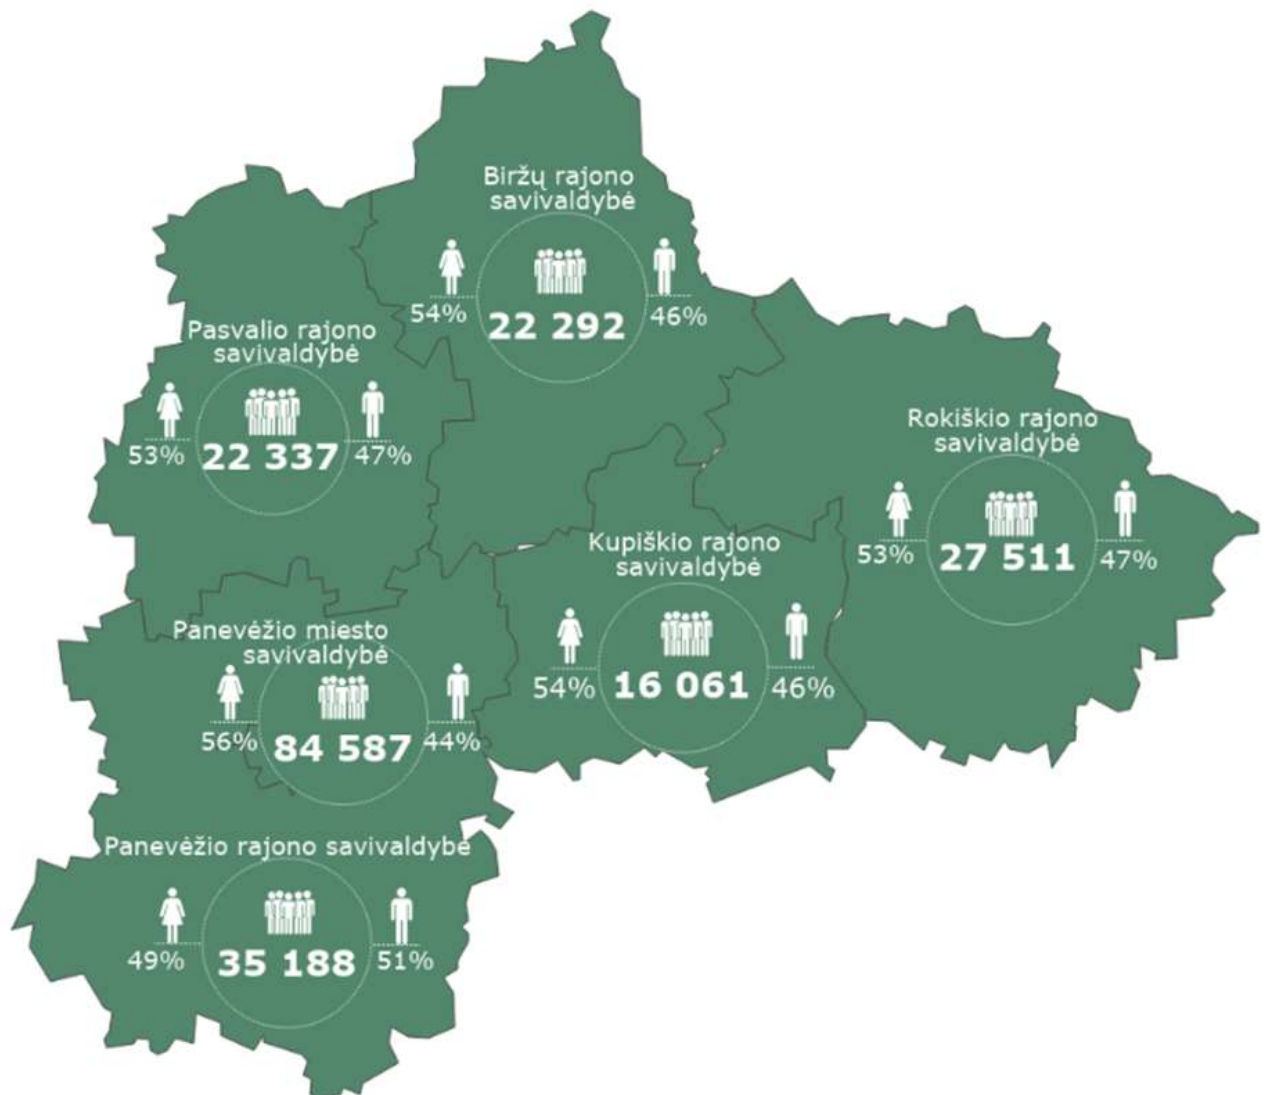 Biržų rajono
savivaldybė
54%
22 292
46%
Pasvalio rajono
savivaldybė
53%
22 337
47%
Rokiškio rajono
savivaldybė
53%
27 511
47%
Kupiškio rajono
savivaldybė
54%
16 061
46%
Panevėžio miesto
savivaldybė
56%
84 587
44%
Panevėžio rajono savivaldybė
49%
35 188
51%